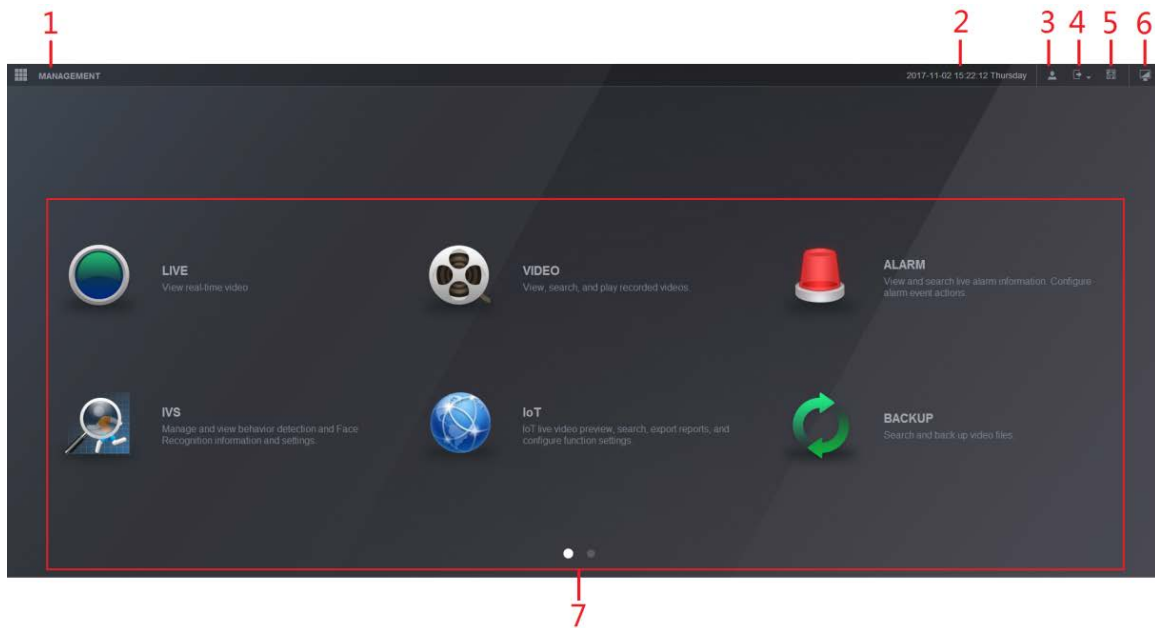 1
2
3
4
5
6
MANAGEMENT
2017-11-02 15:22:12 Thursday
LIVE
View real-time video
VIDEO
View, search, and play recorded videos.
ALARM
View and search live alarm information. Configure
alarm event actions.
IVS
Manage and view behavior detection and Face
Recognition information and settings.
IoT
IoT live video preview, search, export reports, and
configure function settings.
BACKUP
Search and back up video files.
7